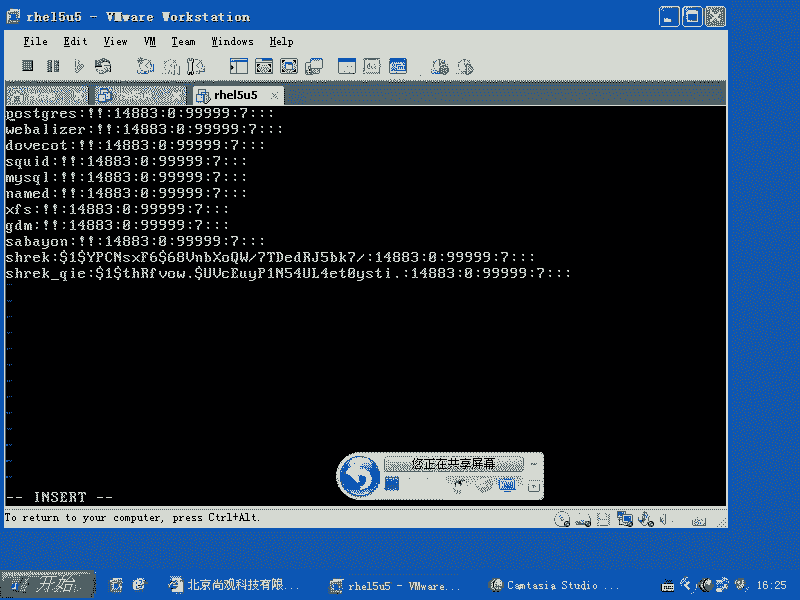 rhel5u5 - VMware Workstation
File Edit View VM Team Windows Help
rhel5u5
postgres:!!:14883:0:99999:7:::
webalizer:!!:14883:0:99999:7:::
dovecot:!!:14883:0:99999:7:::
squid:!!:14883:0:99999:7:::
mysql:!!:14883:0:99999:7:::
named:!!:14883:0:99999:7:::
xfs:!!:14883:0:99999:7:::
gdm:!!:14883:0:99999:7:::
sabayon:!!:14883:0:99999:7:::
shrek:$1$YPCNsxF6$68VnbXoQW/7TDedRJ5bk7/:14883:0:99999:7:::
shrek_qie:$1$thRfvow.$UVcEuyP1N54UL4et0ysti.:14883:0:99999:7:::
您正在共享屏幕
-- INSERT --
To return to your computer, press Ctrl+Alt.
开始 北京尚观科技有限... rhel5u5 - VMware... Camtasia Studio ... 16:25